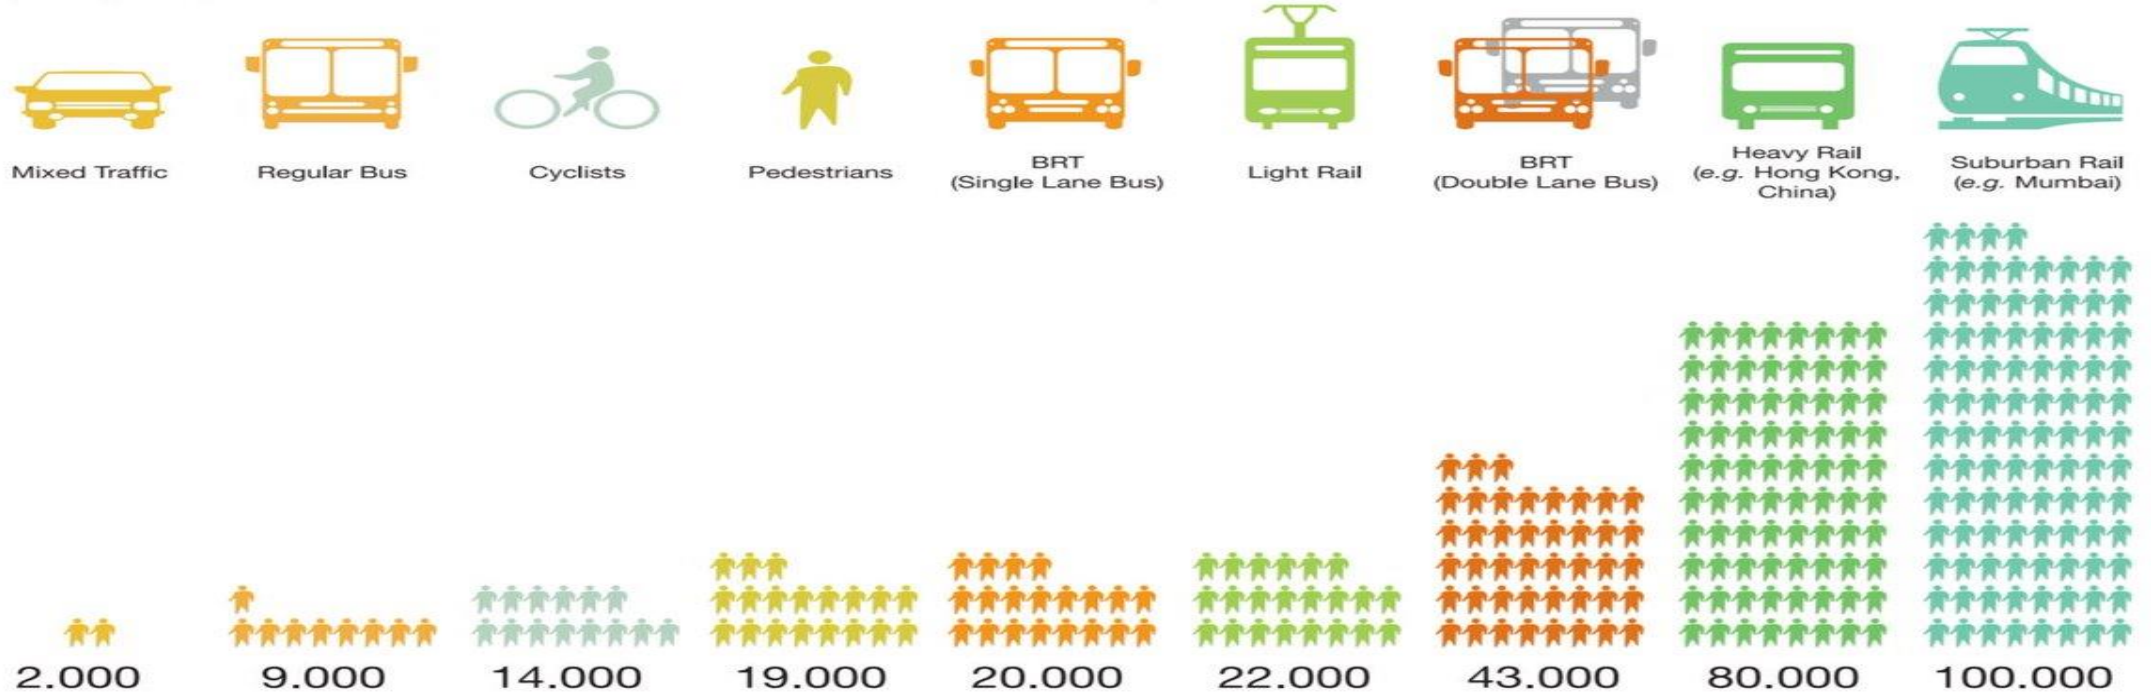 Mixed Traffic
Regular Bus
Cyclists
Pedestrians
BRT
(Single Lane Bus)
Light Rail
BRT
(Double Lane Bus)
Heavy Rail
(e.g. Hong Kong,
China)
Suburban Rail
(e.g. Mumbai)
2.000
9.000
14.000
19.000
20.000
22.000
43.000
80.000
100.000